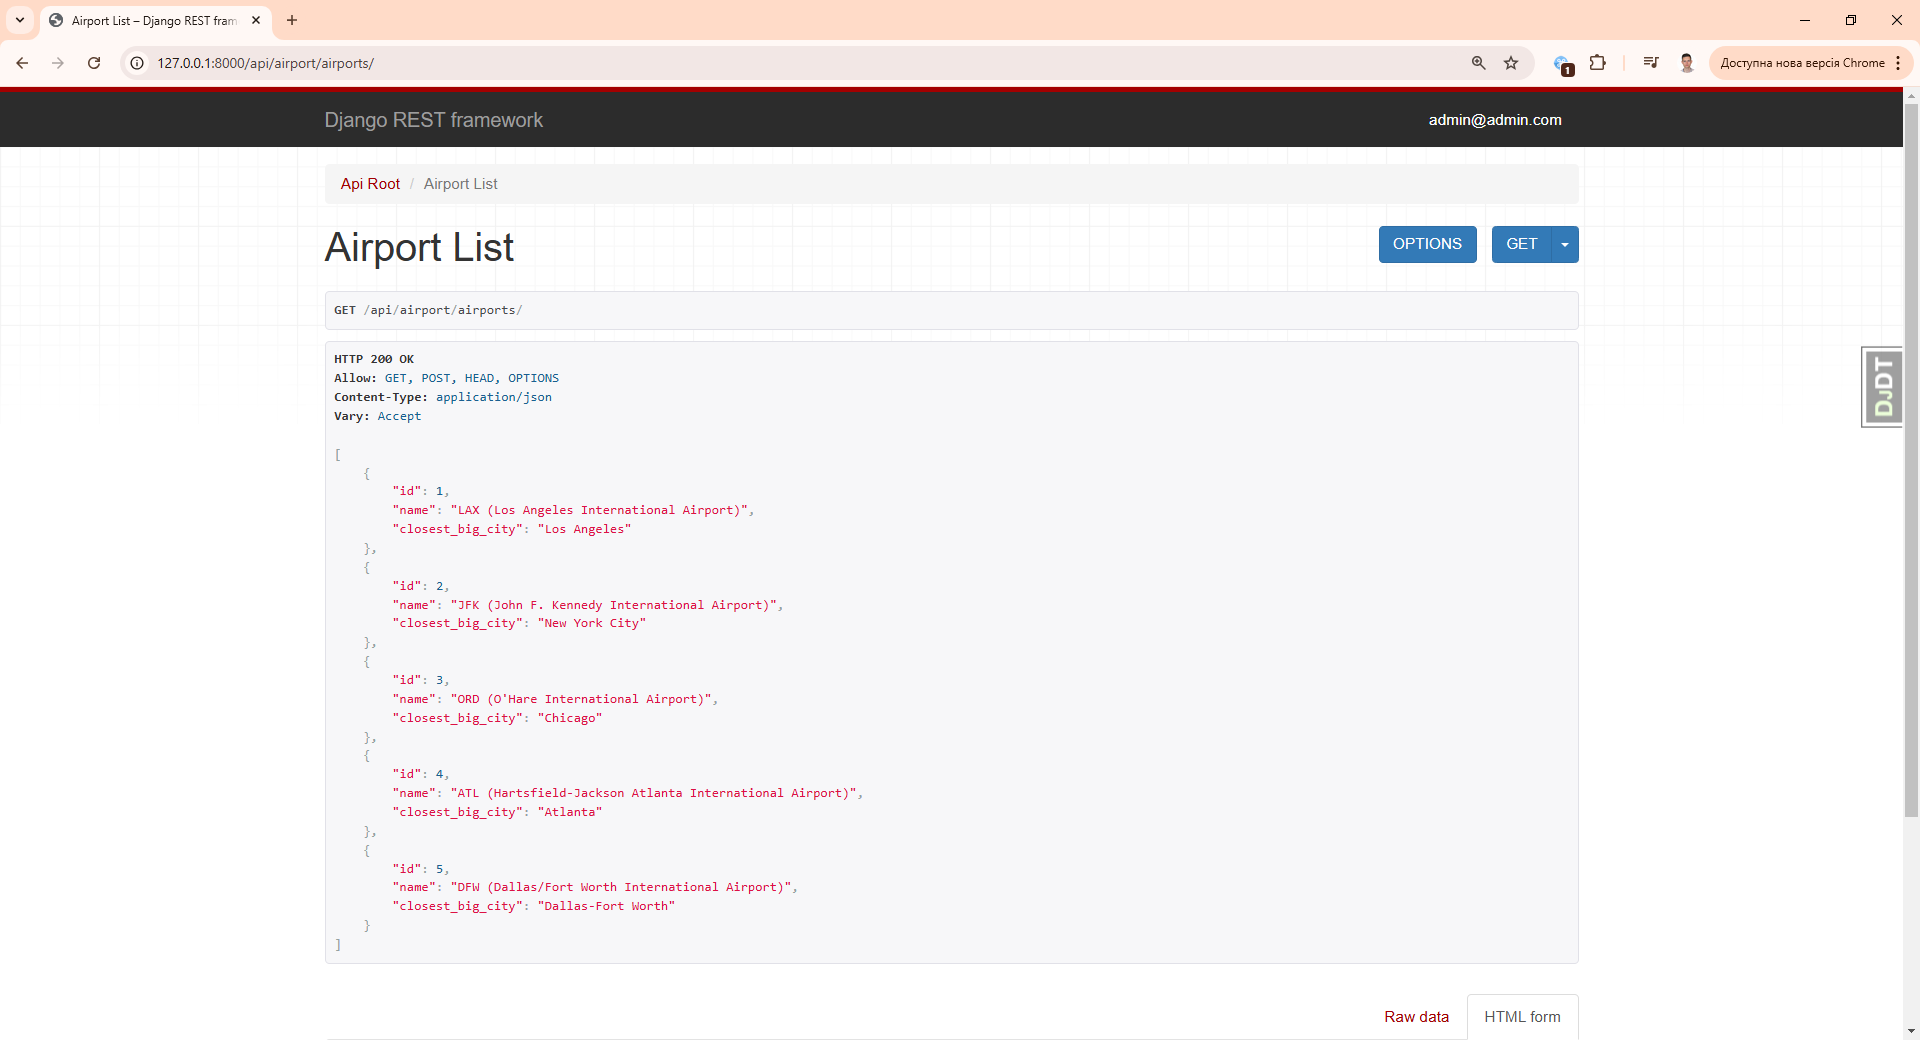 Airport List – Django REST fram
127.0.0.1:8000/api/airport/airports/
1
Доступна нова версія Chrome
Django REST framework
admin@admin.com
Api Root / Airport List
Airport List
OPTIONS
GET
GET /api/airport/airports/
HTTP 200 OK
Allow: GET, POST, HEAD, OPTIONS
Content-Type: application/json
Vary: Accept
[
    {
        "id": 1,
        "name": "LAX (Los Angeles International Airport)",
        "closest_big_city": "Los Angeles"
    },
    {
        "id": 2,
        "name": "JFK (John F. Kennedy International Airport)",
        "closest_big_city": "New York City"
    },
    {
        "id": 3,
        "name": "ORD (O'Hare International Airport)",
        "closest_big_city": "Chicago"
    },
    {
        "id": 4,
        "name": "ATL (Hartsfield-Jackson Atlanta International Airport)",
        "closest_big_city": "Atlanta"
    },
    {
        "id": 5,
        "name": "DFW (Dallas/Fort Worth International Airport)",
        "closest_big_city": "Dallas-Fort Worth"
    }
]
DJDT
Raw data
HTML form